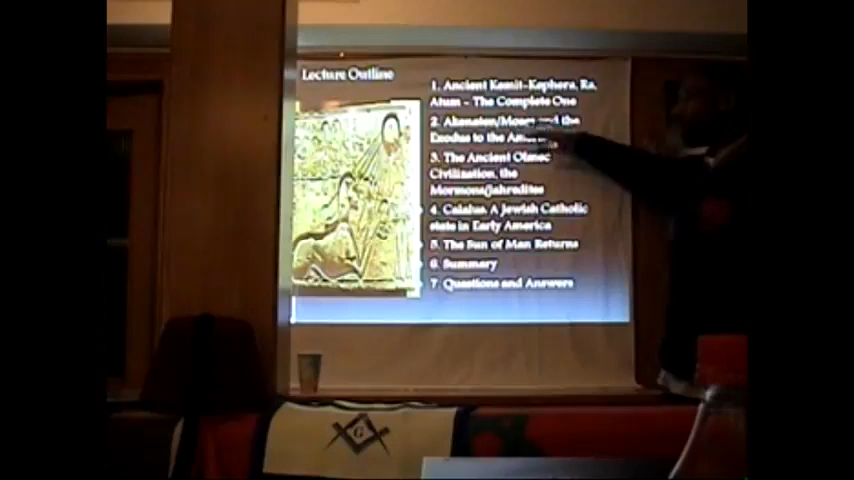 Lecture Outline
1. Ancient Kemit-Kephera, Ra,
Atum - The Complete One
2. Akenaten/Moses and the
Exodus to the
3. The Ancient Olmec
Civilization, the
Mormons/Jahredites
4. Calalus. A Jewish Catholic
state in Early America
5. The Sun of Man Returns
6. Summary
7. Questions and Answers
G